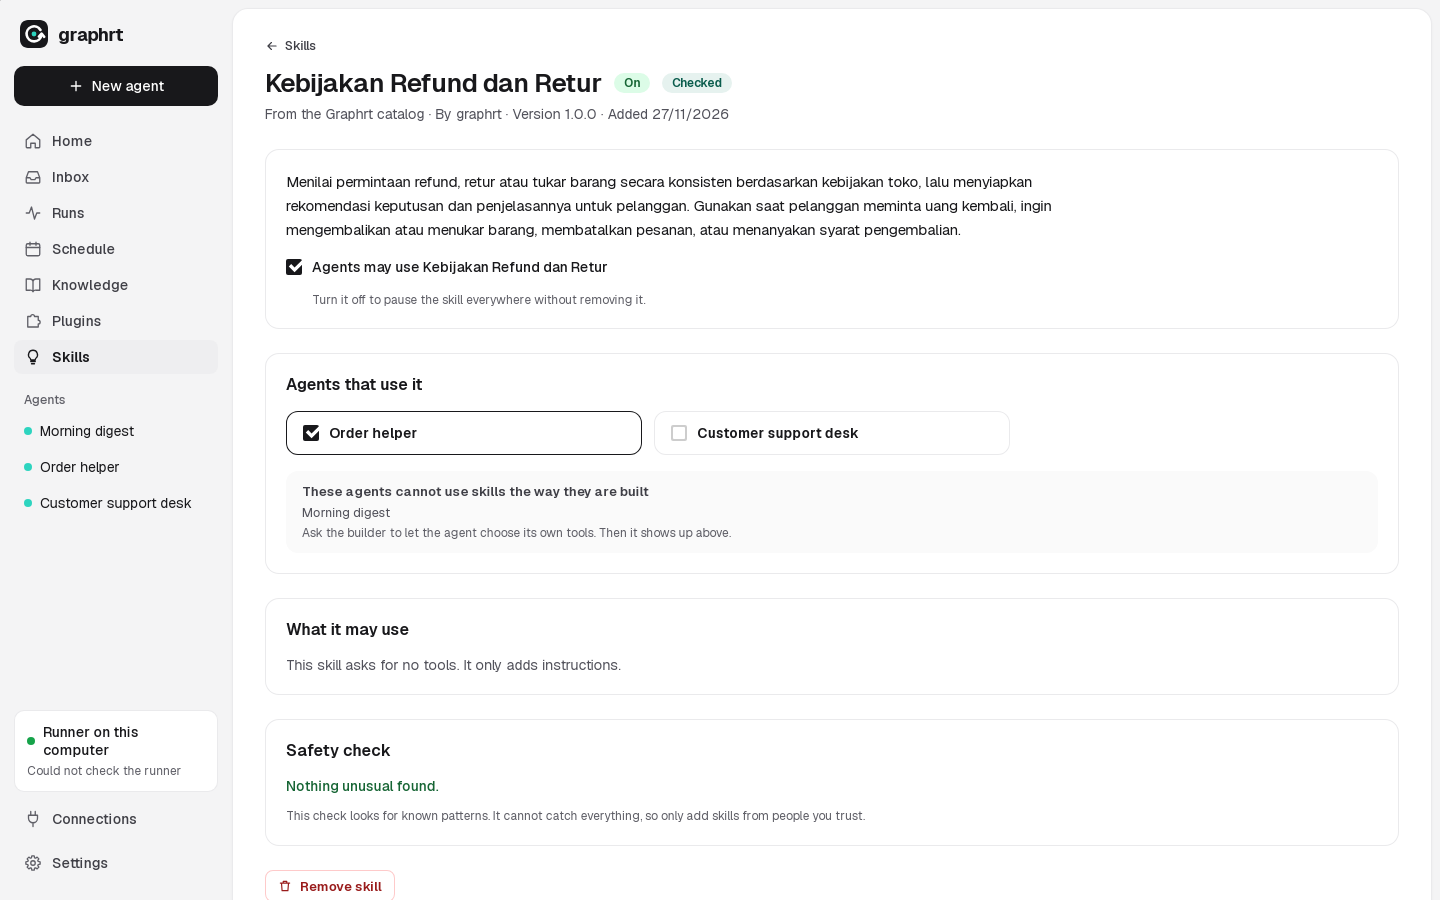 graphrt
New agent
Home
Inbox
Runs
Schedule
Knowledge
Plugins
Skills
Agents
Morning digest
Order helper
Customer support desk
Runner on this
computer
Could not check the runner
Connections
Settings
Skills
Kebijakan Refund dan Retur On Checked
From the Graphrt catalog · By graphrt · Version 1.0.0 · Added 27/11/2026
Menilai permintaan refund, retur atau tukar barang secara konsisten berdasarkan kebijakan toko, lalu menyiapkan
rekomendasi keputusan dan penjelasannya untuk pelanggan. Gunakan saat pelanggan meminta uang kembali, ingin
mengembalikan atau menukar barang, membatalkan pesanan, atau menanyakan syarat pengembalian.
Agents may use Kebijakan Refund dan Retur
Turn it off to pause the skill everywhere without removing it.
Agents that use it
Order helper Customer support desk
These agents cannot use skills the way they are built
Morning digest
Ask the builder to let the agent choose its own tools. Then it shows up above.
What it may use
This skill asks for no tools. It only adds instructions.
Safety check
Nothing unusual found.
This check looks for known patterns. It cannot catch everything, so only add skills from people you trust.
Remove skill